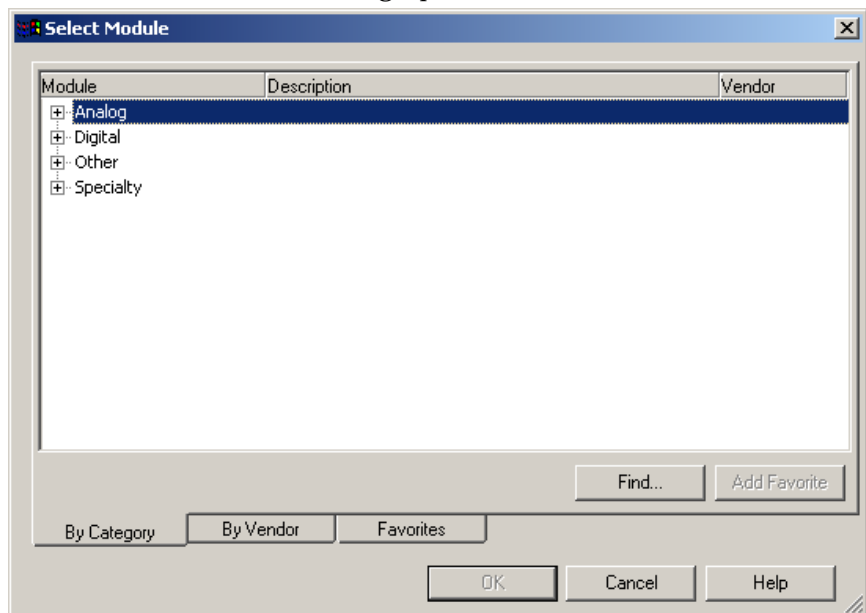 Select Module
Module Description Vendor
Analog
Digital
Other
Specialty
Find... Add Favorite
By Category By Vendor Favorites
OK Cancel Help